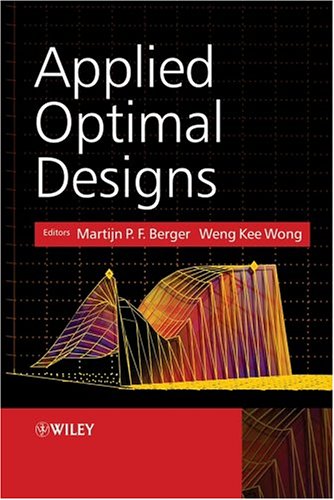 Applied
Optimal
Designs
Editors Martijn P. F. Berger Weng Kee Wong
WILEY